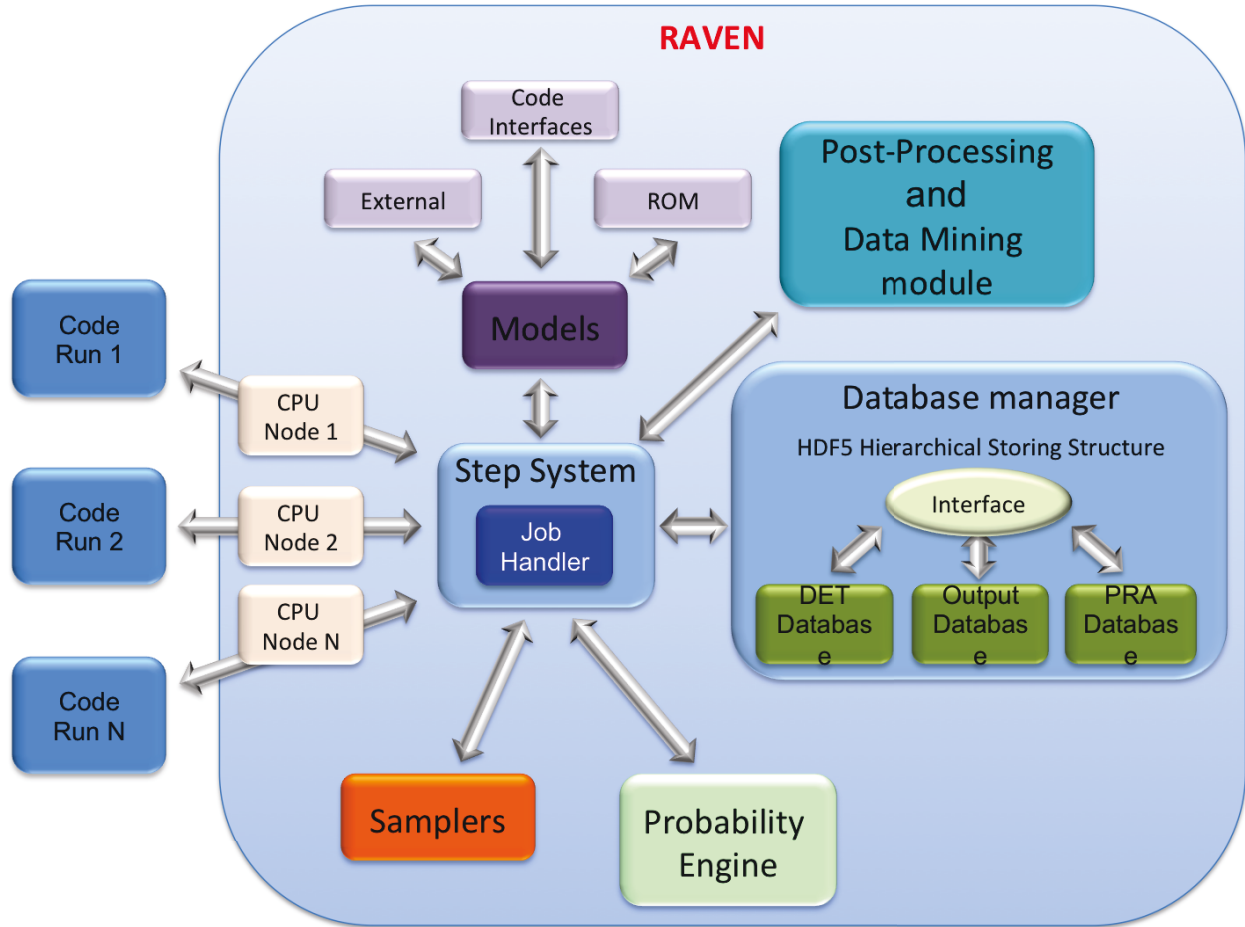 RAVEN
Code
Interfaces
External
ROM
Post-Processing
and
Data Mining
module
Models
Code
Run 1
CPU
Node 1
Database manager
HDF5 Hierarchical Storing Structure
Interface
DET
Databas
e
Output
Databas
e
PRA
Databas
e
Step System
Job
Handler
Code
Run 2
CPU
Node 2
CPU
Node N
Code
Run N
Samplers
Probability
Engine